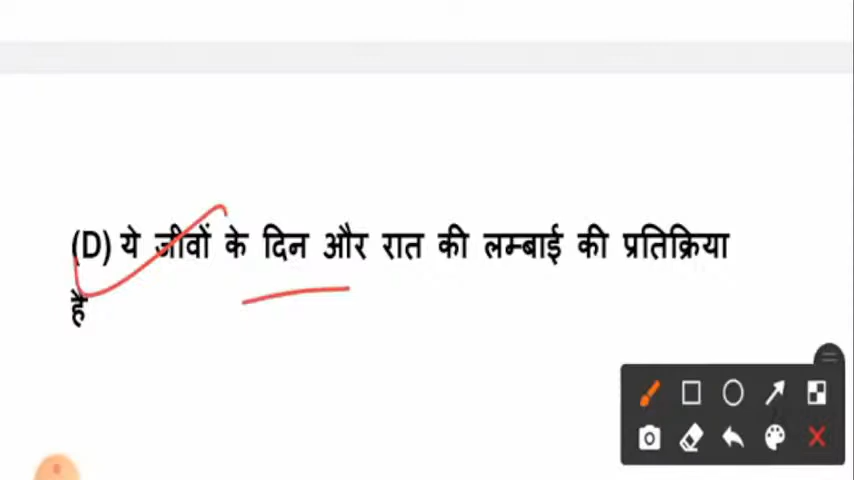 (D) ये जीवों के दिन और रात की लम्बाई की प्रतिक्रिया
है